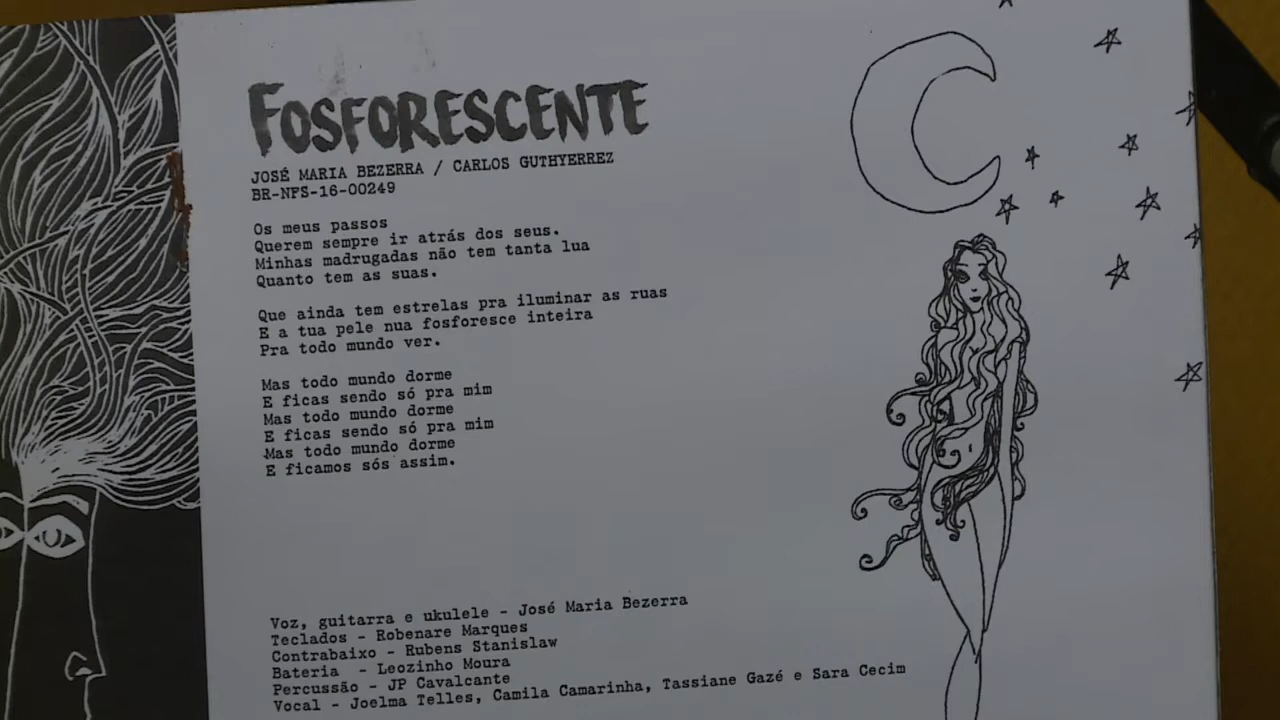 FOSFORESCENTE
JOSÉ MARIA BEZERRA / CARLOS GUTHYERREZ
BR-NFS-16-00249
Os meus passos
Querem sempre ir atrás dos seus.
Minhas madrugadas não tem tanta lua
Quanto tem as suas.
Que ainda tem estrelas pra iluminar as ruas
E a tua pele nua fosforesce inteira
Pra todo mundo ver.
Mas todo mundo dorme
E ficas sendo só pra mim
Mas todo mundo dorme
E ficas sendo só pra mim
Mas todo mundo dorme
E ficamos sós assim.
Voz, guitarra e ukulele - José Maria Bezerra
Teclados - Robenare Marques
Contrabaixo - Rubens Stanislaw
Bateria - Leozinho Moura
Percussão - JP Cavalcante
Vocal - Joelma Telles, Camila Camarinha, Tassiane Gazé e Sara Cecim